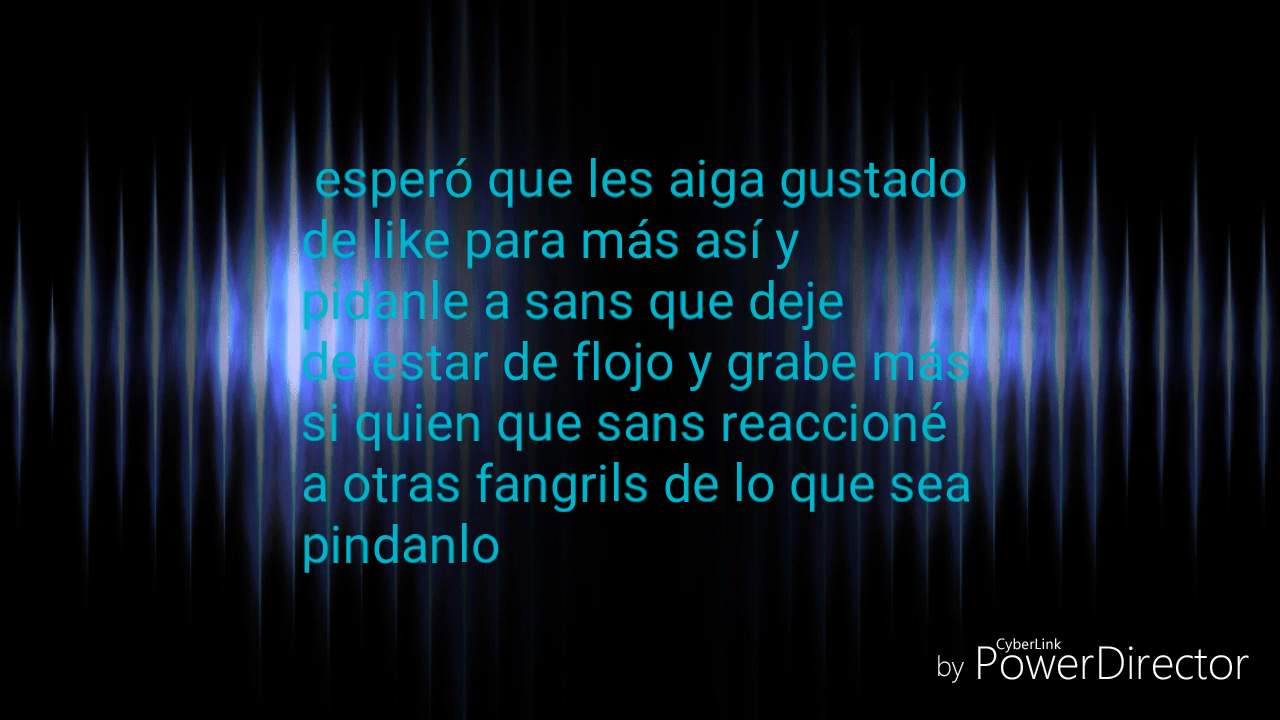 esperó que les aiga gustado
de like para más así y
pidanle a sans que deje
de estar de flojo y grabe más
si quien que sans reaccioné
a otras fangrils de lo que sea
pindanlo
CyberLink
by PowerDirector